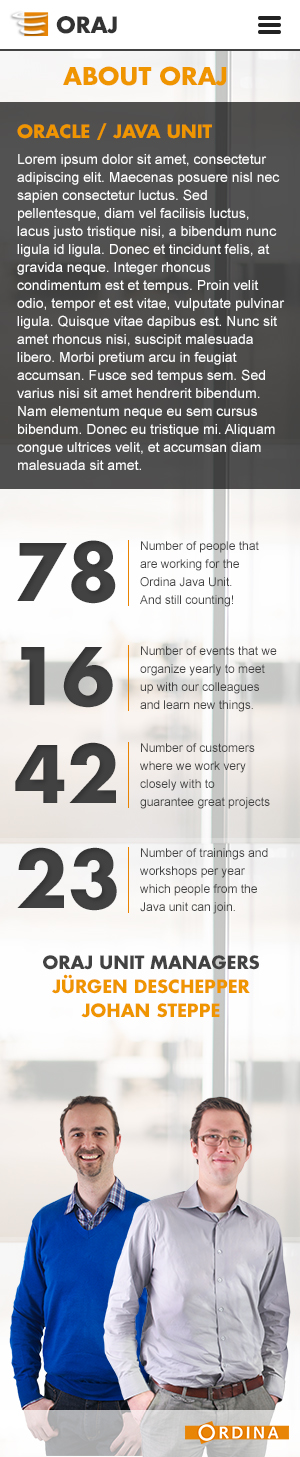 ORAJ
ABOUT ORAJ
ORACLE / JAVA UNIT
Lorem ipsum dolor sit amet, consectetur
adipiscing elit. Maecenas posuere nisl nec
sapien consectetur luctus. Sed
pellentesque, diam vel facilisis luctus,
lacus justo tristique nisi, a bibendum nunc
ligula id ligula. Donec et tincidunt felis, at
gravida neque. Integer rhoncus
condimentum est et tempus. Proin velit
odio, tempor et est vitae, vulputate pulvinar
ligula. Quisque vitae dapibus est. Nunc sit
amet rhoncus nisi, suscipit malesuada
libero. Morbi pretium arcu in feugiat
accumsan. Fusce sed tempus sem. Sed
varius nisi sit amet hendrerit bibendum.
Nam elementum neque eu sem cursus
bibendum. Donec eu tristique mi. Aliquam
congue ultrices velit, et accumsan diam
malesuada sit amet.
78
Number of people that
are working for the
Ordina Java Unit.
And still counting!
16
Number of events that we
organize yearly to meet
up with our colleagues
and learn new things.
42
Number of customers
where we work very
closely with to
guarantee great projects
23
Number of trainings and
workshops per year
which people from the
Java unit can join.
ORAJ UNIT MANAGERS
JÜRGEN DESCHEPPER
JOHAN STEPPE
ORDINA